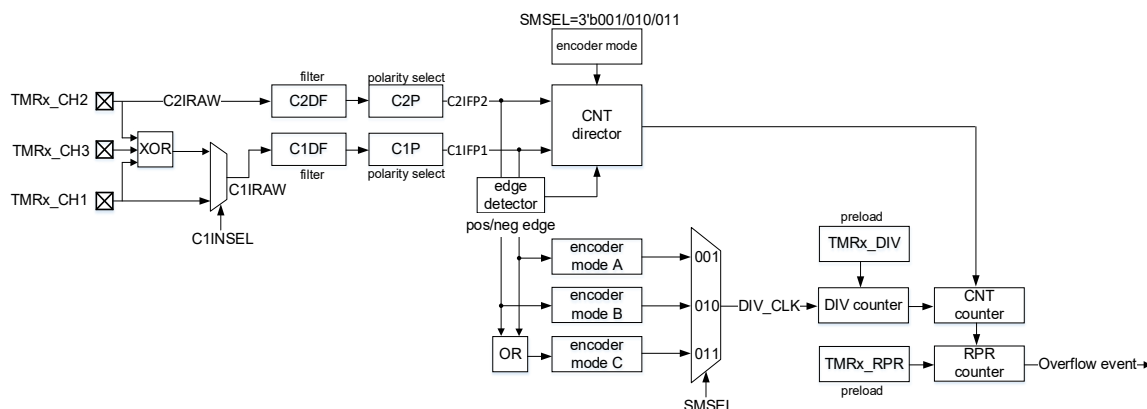 SMSEL=3'b001/010/011
encoder mode
filter
polarity select
TMRx_CH2
C2IRAW
C2DF
C2P
C2IFP2
CNT
director
TMRx_CH3
XOR
C1DF
C1P
C1IFP1
filter
polarity select
C1IRAW
TMRx_CH1
edge
detector
C1INSEL
pos/neg edge
preload
TMRx_DIV
encoder
mode A
001
encoder
mode B
010
DIV_CLK
DIV counter
CNT
counter
OR
encoder
mode C
011
TMRx_RPR
RPR
counter
Overflow event
preload
SMSEL